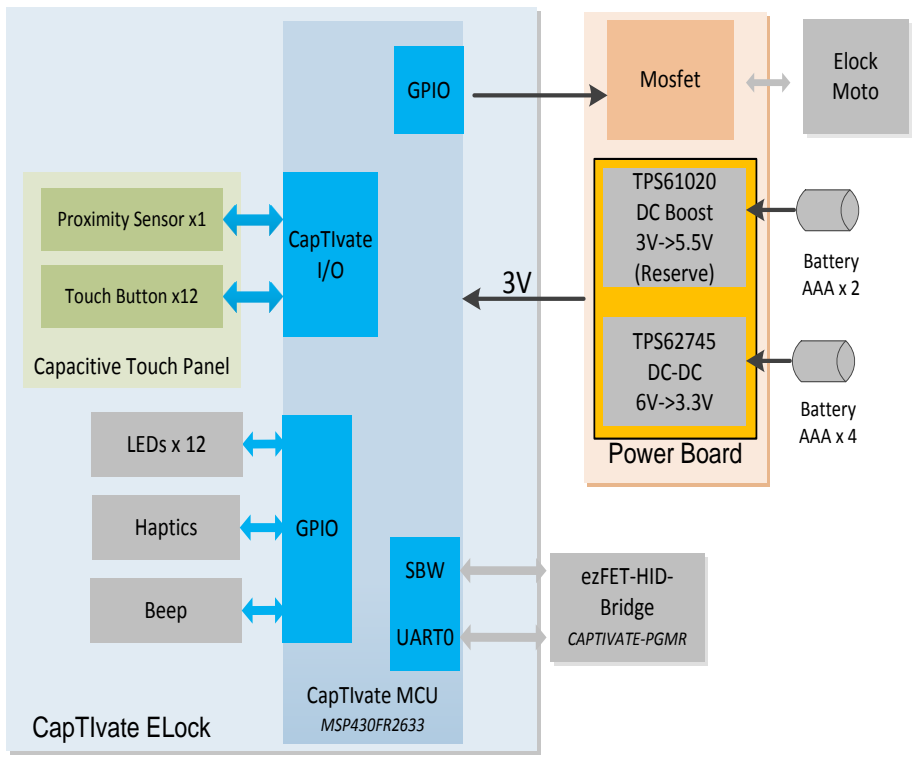 GPIO
Mosfet
Elock
Moto
Proximity Sensor x1
Touch Button x12
Capacitive Touch Panel
CapTIvate
I/O
3V
TPS61020
DC Boost
3V->5.5V
(Reserve)
Battery
AAA x 2
TPS62745
DC-DC
6V->3.3V
Battery
AAA x 4
Power Board
LEDs x 12
Haptics
Beep
GPIO
SBW
UART0
ezFET-HID-
Bridge
CAPTIVATE-PGMR
CapTIvate MCU
MSP430FR2633
CapTIvate ELock